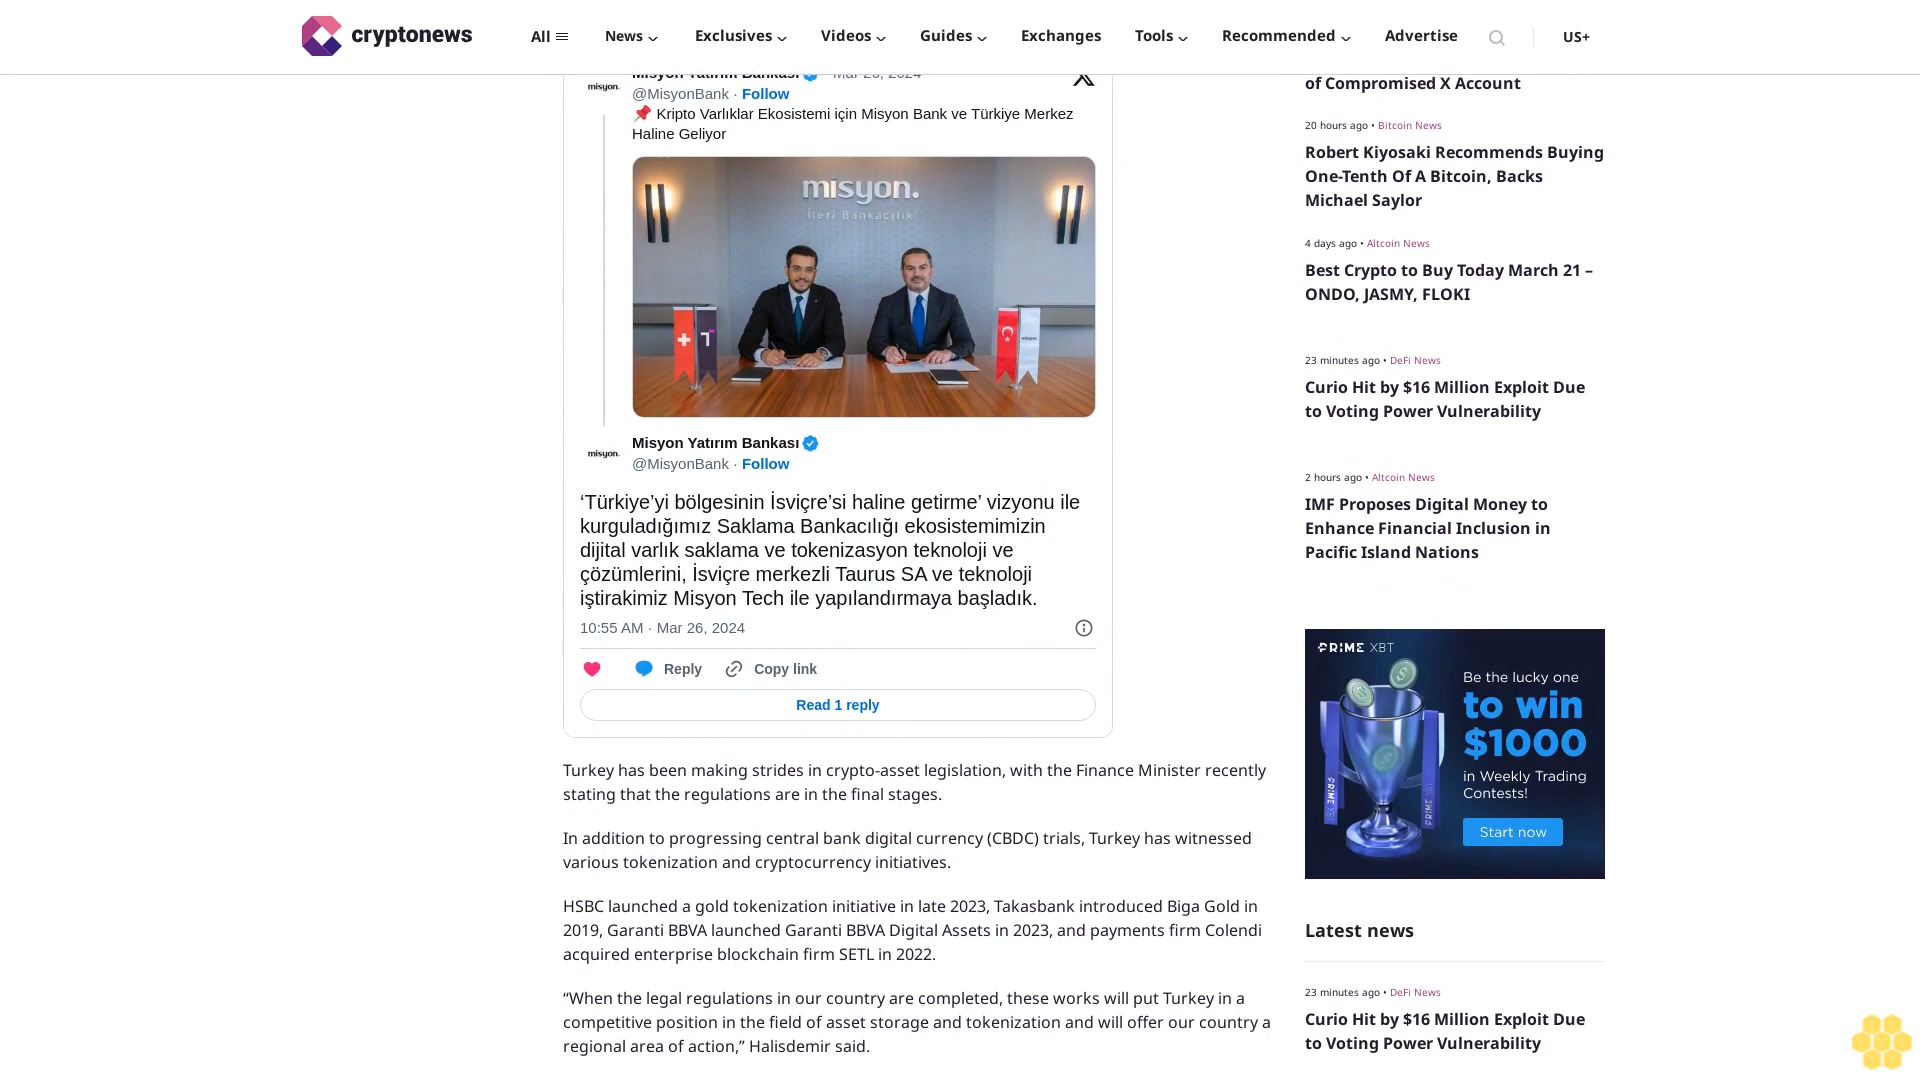 cryptonews
All
News
Exclusives
Videos
Guides
Exchanges
Tools
Recommended
Advertise
US+
misyon.
Misyon Yatırım Bankası · Mar 26, 2024
@MisyonBank · Follow
📌 Kripto Varlıklar Ekosistemi için Misyon Bank ve Türkiye Merkez
Haline Geliyor
misyon.
İleri Bankacılık
misyon.
Misyon Yatırım Bankası
@MisyonBank · Follow
‘Türkiye’yi bölgesinin İsviçre’si haline getirme’ vizyonu ile
kurguladığımız Saklama Bankacılığı ekosistemimizin
dijital varlık saklama ve tokenizasyon teknoloji ve
çözümlerini, İsviçre merkezli Taurus SA ve teknoloji
iştirakimiz Misyon Tech ile yapılandırmaya başladık.
10:55 AM · Mar 26, 2024
Reply
Copy link
Read 1 reply
Turkey has been making strides in crypto-asset legislation, with the Finance Minister recently
stating that the regulations are in the final stages.
In addition to progressing central bank digital currency (CBDC) trials, Turkey has witnessed
various tokenization and cryptocurrency initiatives.
HSBC launched a gold tokenization initiative in late 2023, Takasbank introduced Biga Gold in
2019, Garanti BBVA launched Garanti BBVA Digital Assets in 2023, and payments firm Colendi
acquired enterprise blockchain firm SETL in 2022.
“When the legal regulations in our country are completed, these works will put Turkey in a
competitive position in the field of asset storage and tokenization and will offer our country a
regional area of action,” Halisdemir said.
of Compromised X Account
20 hours ago • Bitcoin News
Robert Kiyosaki Recommends Buying
One-Tenth Of A Bitcoin, Backs
Michael Saylor
4 days ago • Altcoin News
Best Crypto to Buy Today March 21 –
ONDO, JASMY, FLOKI
23 minutes ago • DeFi News
Curio Hit by $16 Million Exploit Due
to Voting Power Vulnerability
2 hours ago • Altcoin News
IMF Proposes Digital Money to
Enhance Financial Inclusion in
Pacific Island Nations
PRIME XBT
Be the lucky one
to win
$1000
in Weekly Trading
Contests!
Start now
Latest news
23 minutes ago • DeFi News
Curio Hit by $16 Million Exploit Due
to Voting Power Vulnerability